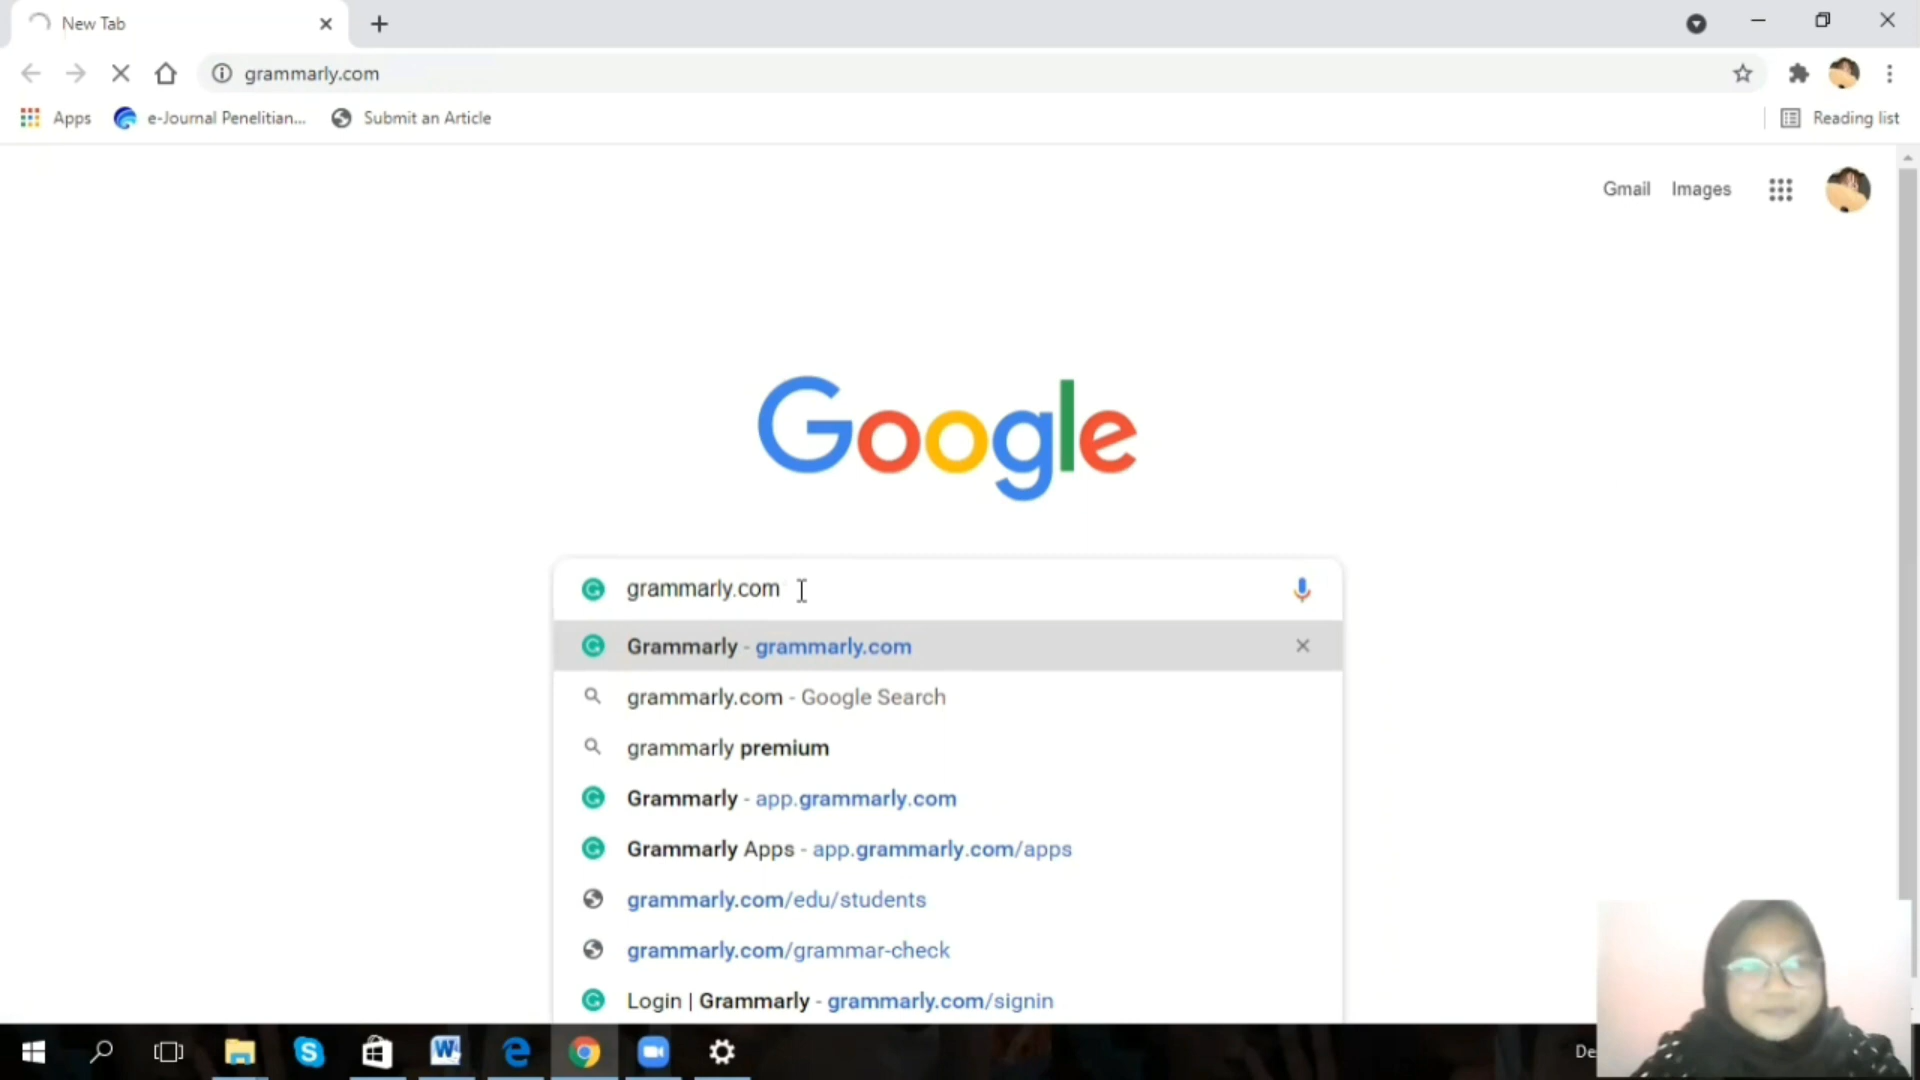 New Tab
grammarly.com
Apps e-Journal Penelitian... Submit an Article Reading list
Gmail Images
Google
grammarly.com
Grammarly - grammarly.com
grammarly.com - Google Search
grammarly premium
Grammarly - app.grammarly.com
Grammarly Apps - app.grammarly.com/apps
grammarly.com/edu/students
grammarly.com/grammar-check
Login | Grammarly - grammarly.com/signin
De